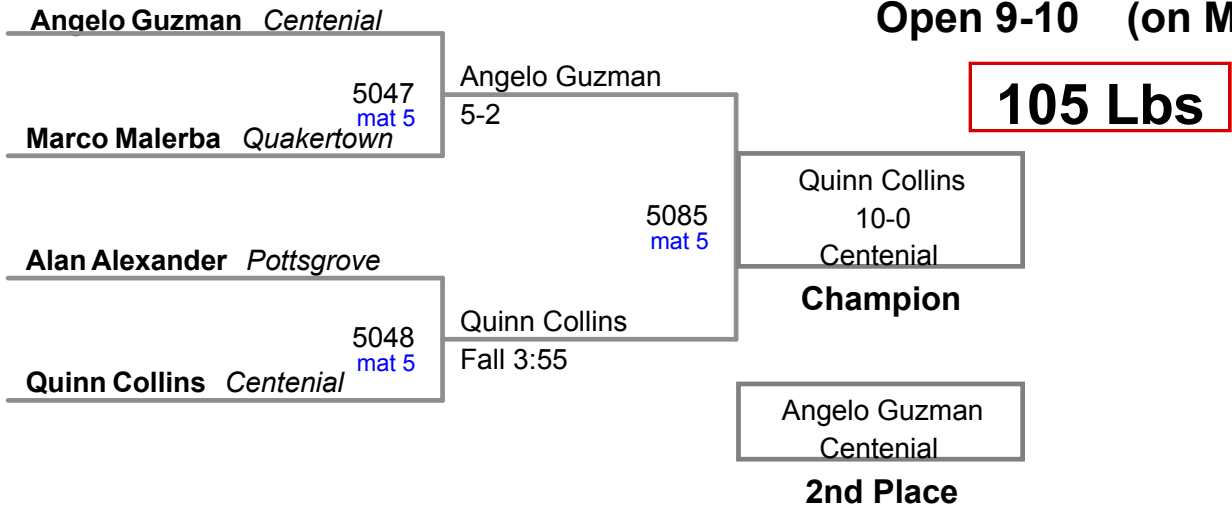 Angelo Guzman Centenial
Open 9-10 (on M
105 Lbs
5047
mat 5
Angelo Guzman
5-2
Marco Malerba Quakertown
Quinn Collins
10-0
Centenial
Champion
5085
mat 5
Alan Alexander Pottsgrove
5048
mat 5
Quinn Collins
Fall 3:55
Quinn Collins Centenial
Angelo Guzman
Centenial
2nd Place